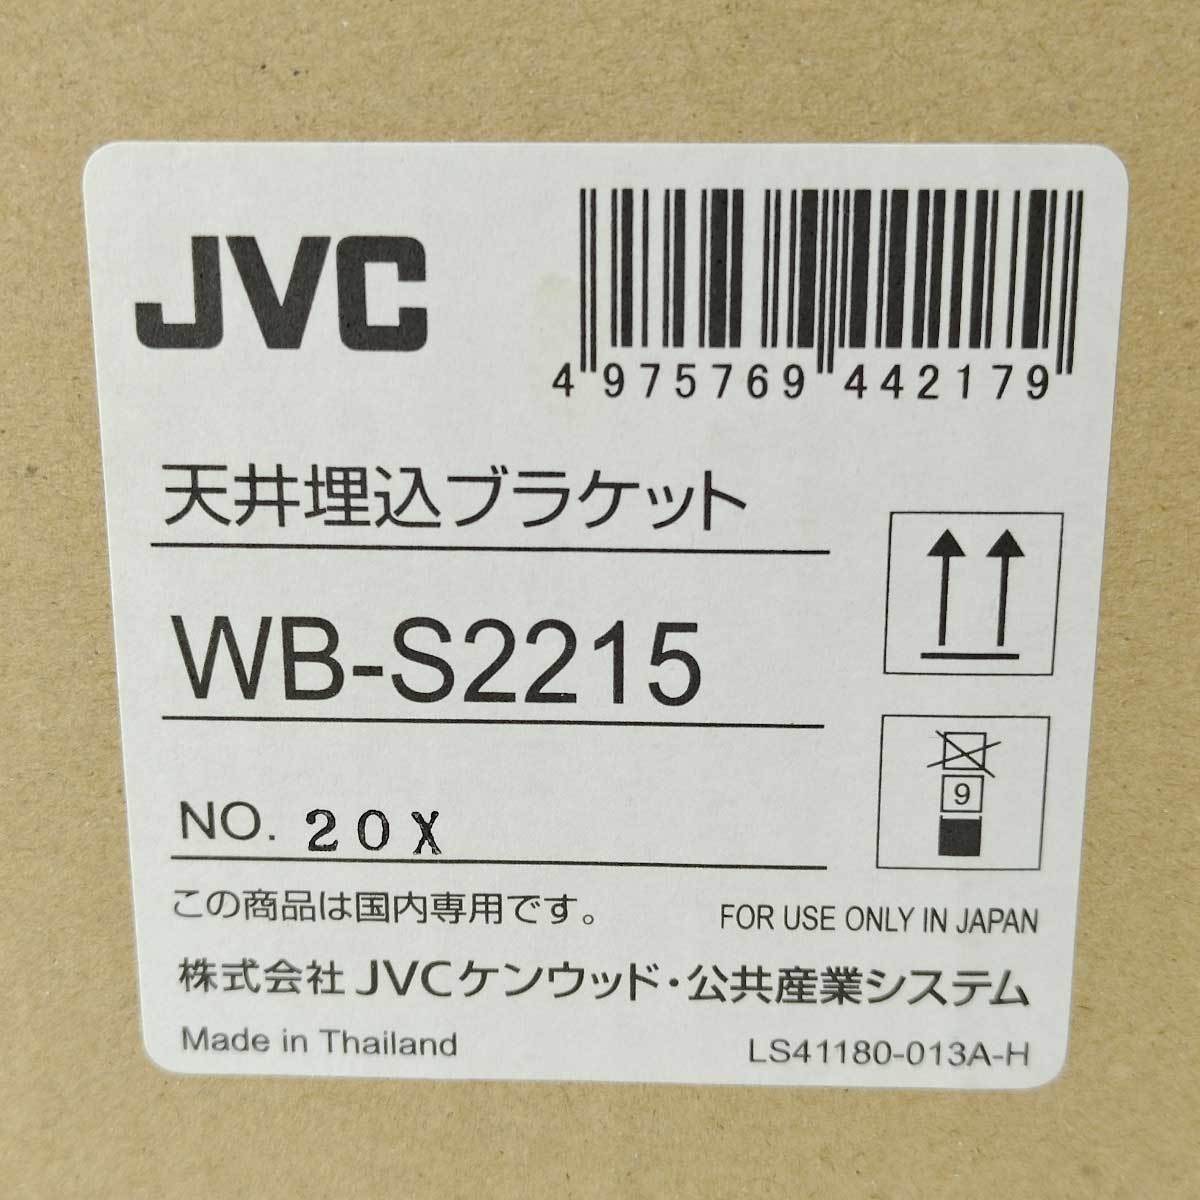 JVC
4 975769 442179
天井埋込ブラケット
WB-S2215
9
NO. 20X
この商品は国内専用です。 FOR USE ONLY IN JAPAN
株式会社 JVCケンウッド・公共産業システム
Made in Thailand LS41180-013A-H